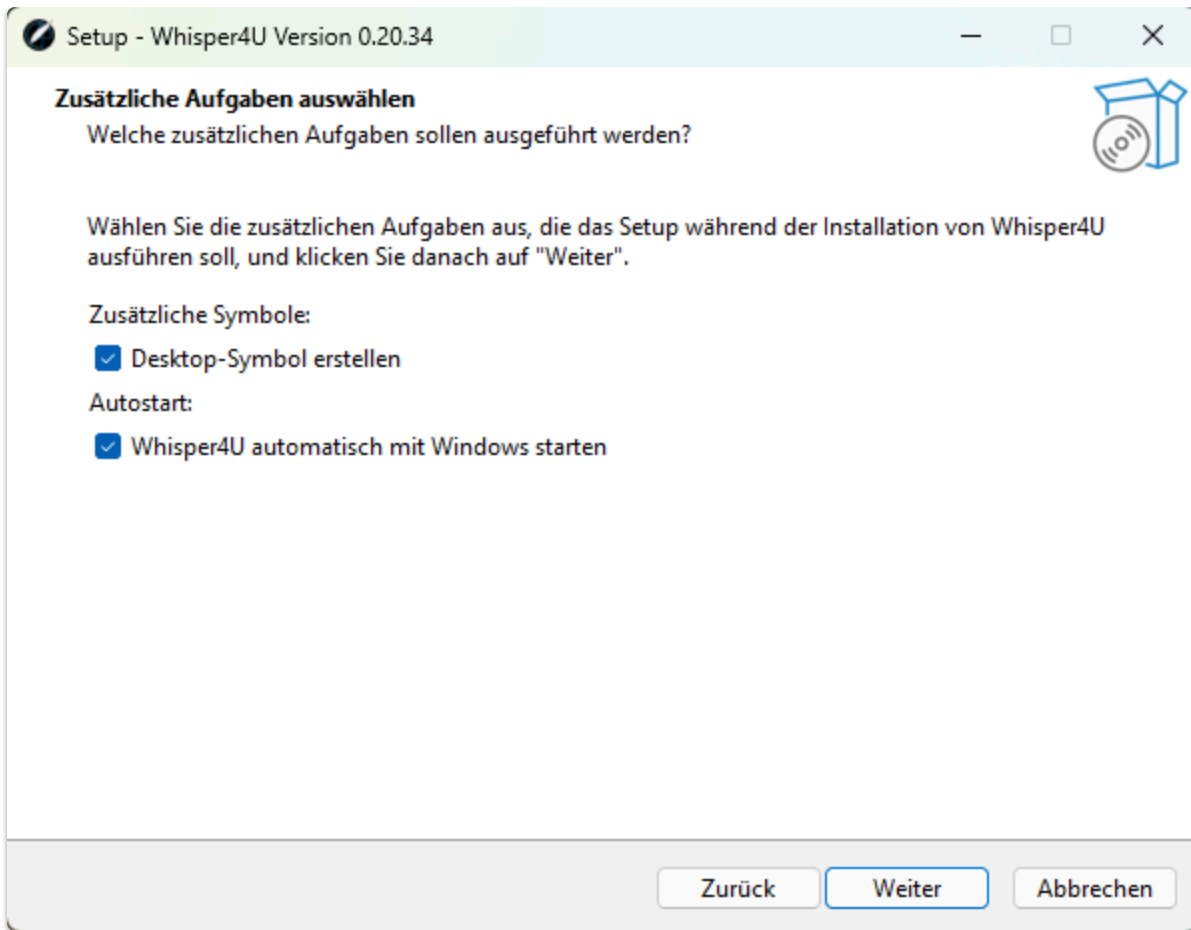 Setup - Whisper4U Version 0.20.34
Zusätzliche Aufgaben auswählen
Welche zusätzlichen Aufgaben sollen ausgeführt werden?
Wählen Sie die zusätzlichen Aufgaben aus, die das Setup während der Installation von Whisper4U
ausführen soll, und klicken Sie danach auf "Weiter".
Zusätzliche Symbole:
Desktop-Symbol erstellen
Autostart:
Whisper4U automatisch mit Windows starten
Zurück
Weiter
Abbrechen